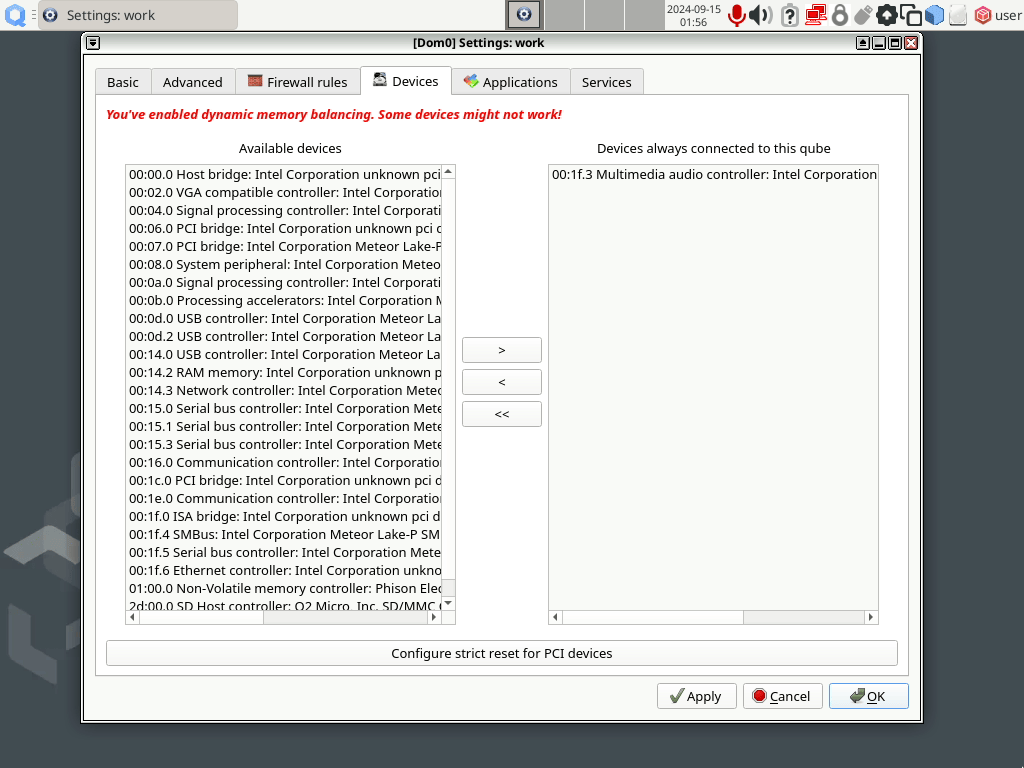 Settings: work
2024-09-15
01:56
user
[Dom0] Settings: work
Basic
Advanced
Firewall rules
Devices
Applications
Services
You've enabled dynamic memory balancing. Some devices might not work!
Available devices
00:00.0 Host bridge: Intel Corporation unknown pci
00:02.0 VGA compatible controller: Intel Corporation
00:04.0 Signal processing controller: Intel Corporati
00:06.0 PCI bridge: Intel Corporation unknown pci d
00:07.0 PCI bridge: Intel Corporation Meteor Lake-P
00:08.0 System peripheral: Intel Corporation Meteo
00:0a.0 Signal processing controller: Intel Corporati
00:0b.0 Processing accelerators: Intel Corporation M
00:0d.0 USB controller: Intel Corporation Meteor La
00:0d.2 USB controller: Intel Corporation Meteor La
00:14.0 USB controller: Intel Corporation Meteor La
00:14.2 RAM memory: Intel Corporation unknown p
00:14.3 Network controller: Intel Corporation Meteo
00:15.0 Serial bus controller: Intel Corporation Mete
00:15.1 Serial bus controller: Intel Corporation Mete
00:15.3 Serial bus controller: Intel Corporation Mete
00:16.0 Communication controller: Intel Corporation
00:1c.0 PCI bridge: Intel Corporation unknown pci d
00:1e.0 Communication controller: Intel Corporation
00:1f.0 ISA bridge: Intel Corporation unknown pci d
00:1f.4 SMBus: Intel Corporation Meteor Lake-P SM
00:1f.5 Serial bus controller: Intel Corporation Mete
00:1f.6 Ethernet controller: Intel Corporation unkno
01:00.0 Non-Volatile memory controller: Phison Elec
2d:00.0 SD Host controller: O2 Micro, Inc. SD/MMC
>
<
<<
Devices always connected to this qube
00:1f.3 Multimedia audio controller: Intel Corporation
Configure strict reset for PCI devices
Apply
Cancel
OK